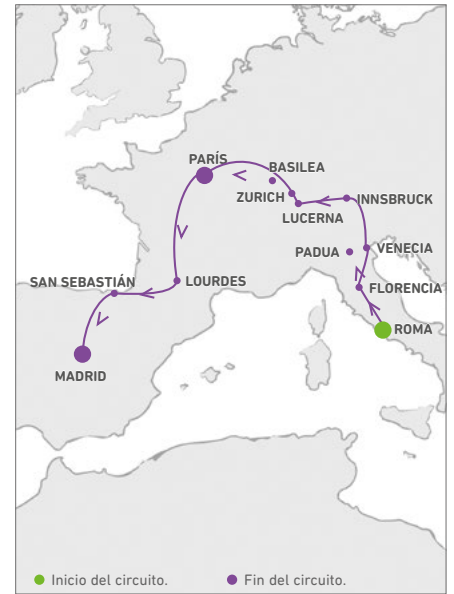 PARÍS
BASILEA
ZURICH
INNSBRUCK
LUCERNA
PADUA
VENECIA
SAN SEBASTIÁN
LOURDES
FLORENCIA
ROMA
MADRID
Inicio del circuito.
Fin del circuito.